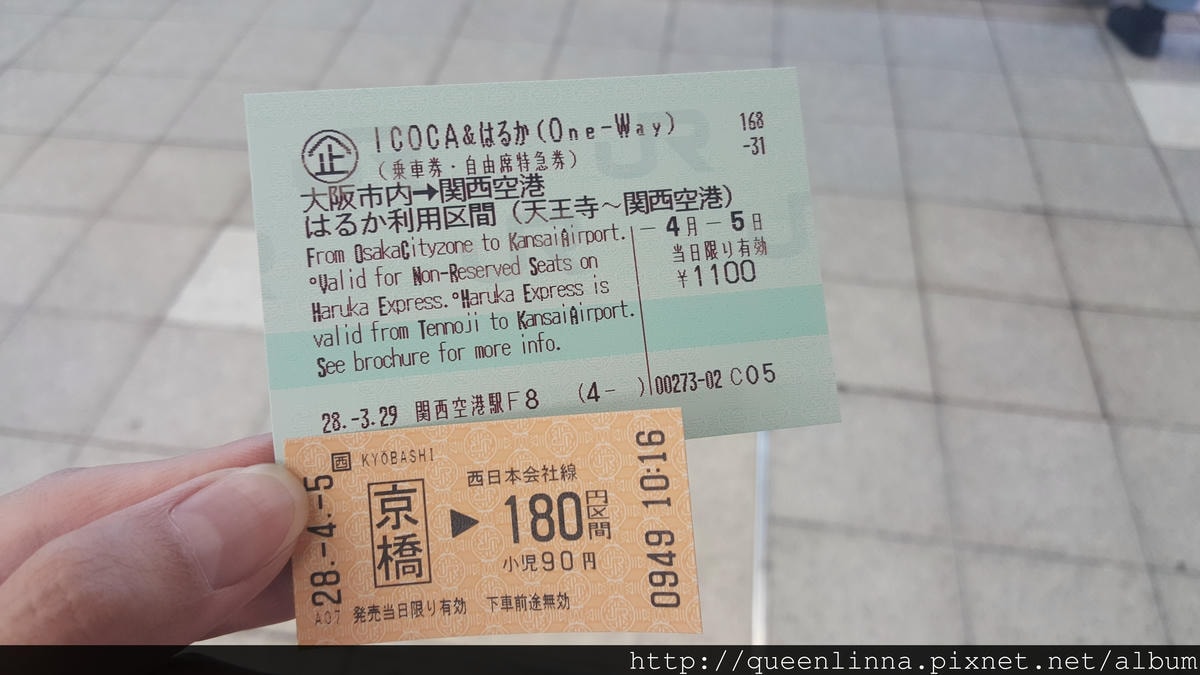 企 ICOCA&はるか(One-Way) 168
(乗車券・自由席特急券) -31
大阪市内→関西空港
はるか利用区間(天王寺~関西空港)
From OsakaCityzone to KansaiAirport.
°Valid for Non-Reserved Seats on
Haruka Express.°Haruka Express is
valid from Tennoji to KansaiAirport.
See brochure for more info.
- 4月-5日
当日限り有効
¥1100
28.-3.29 関西空港駅F8 (4- )00273-02 C05
西 KYŌBASHI
京橋
西日本会社線
▶ 180円区間
小児90円
28.-4.-5
0949 10:16
A07 発売当日限り有効 下車前途無効
http://queenlinna.pixnet.net/album